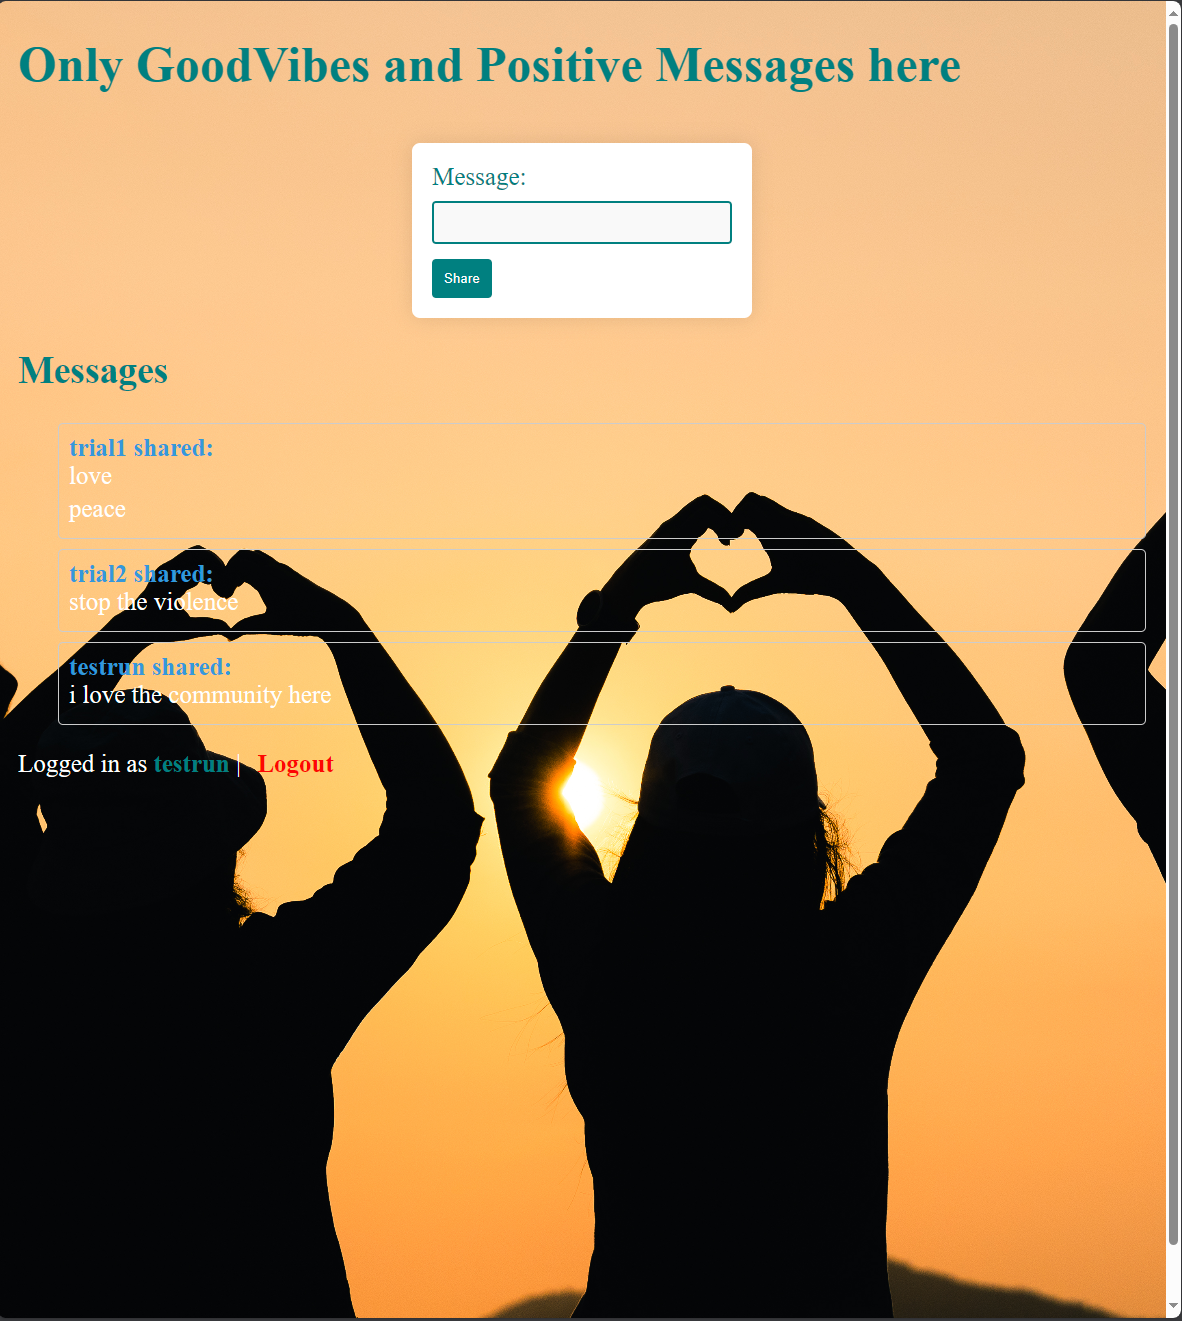 Only GoodVibes and Positive Messages here
Message:
Share
Messages
trial1 shared:
love
peace
trial2 shared:
stop the violence
testrun shared:
i love the community here
Logged in as testrun | Logout